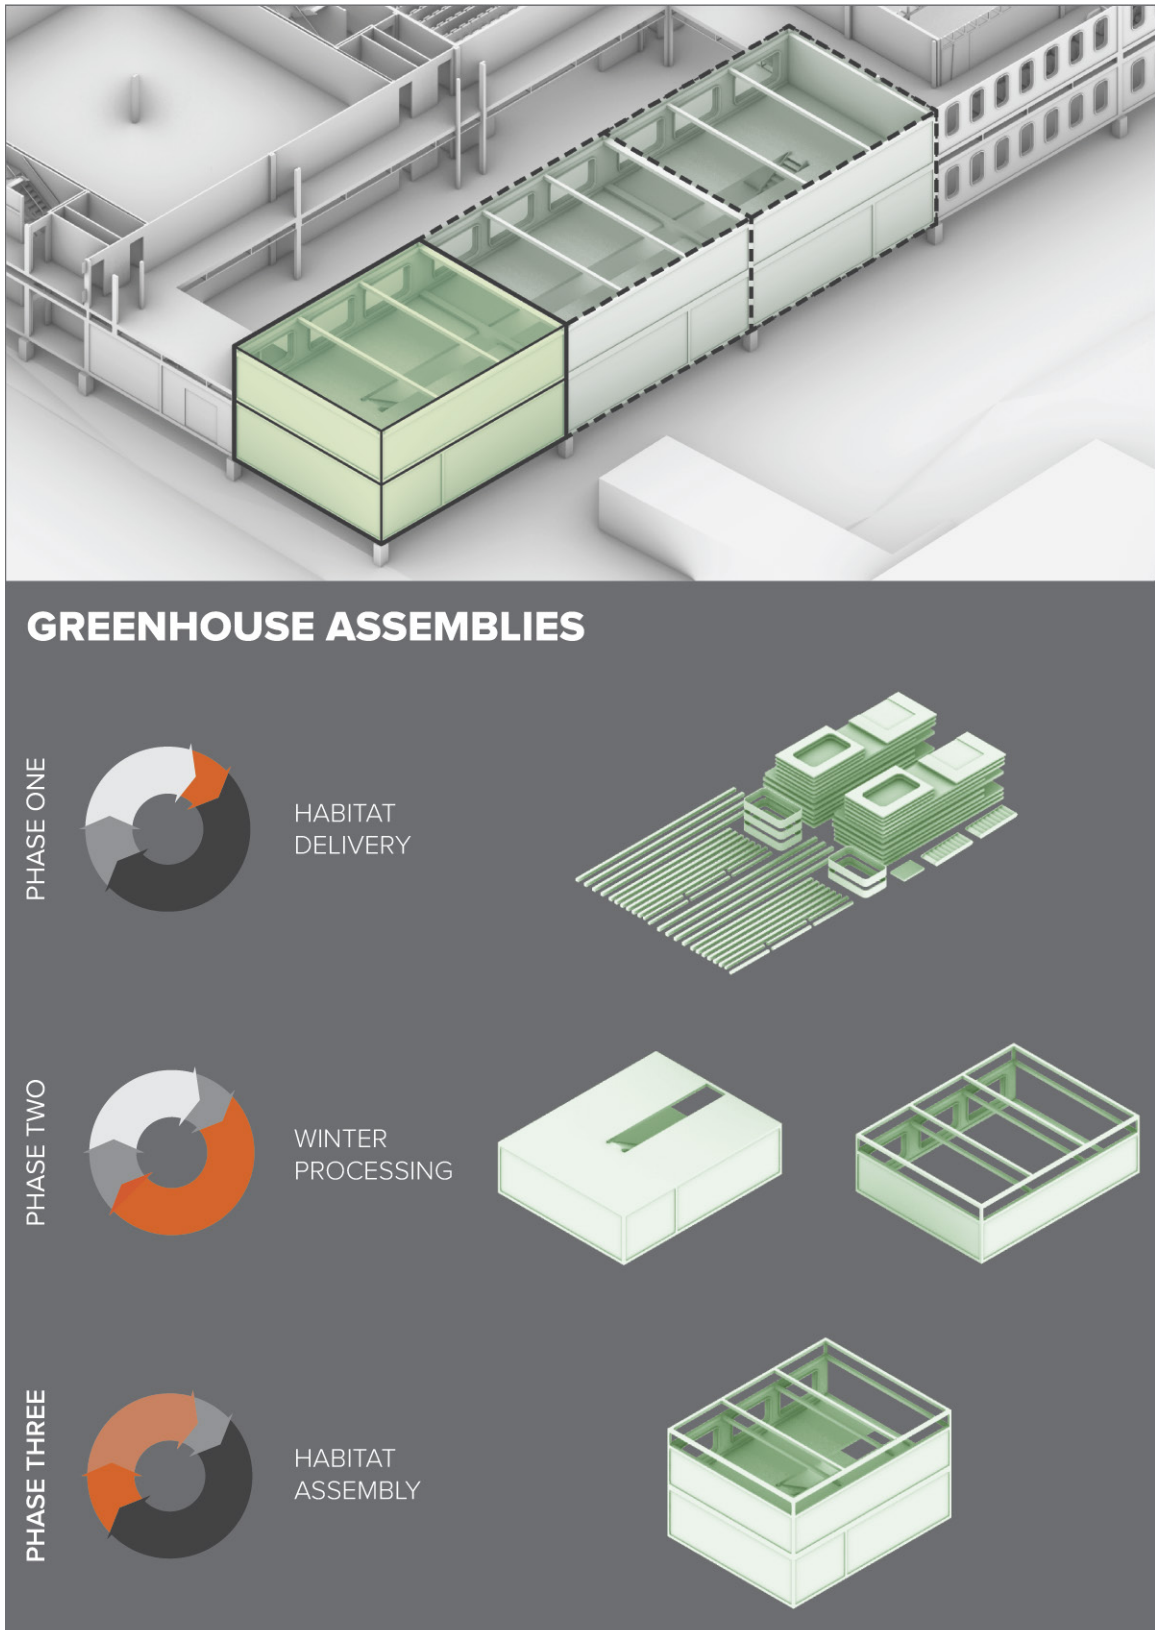 GREENHOUSE ASSEMBLIES
PHASE ONE
HABITAT
DELIVERY
PHASE TWO
WINTER
PROCESSING
PHASE THREE
HABITAT
ASSEMBLY